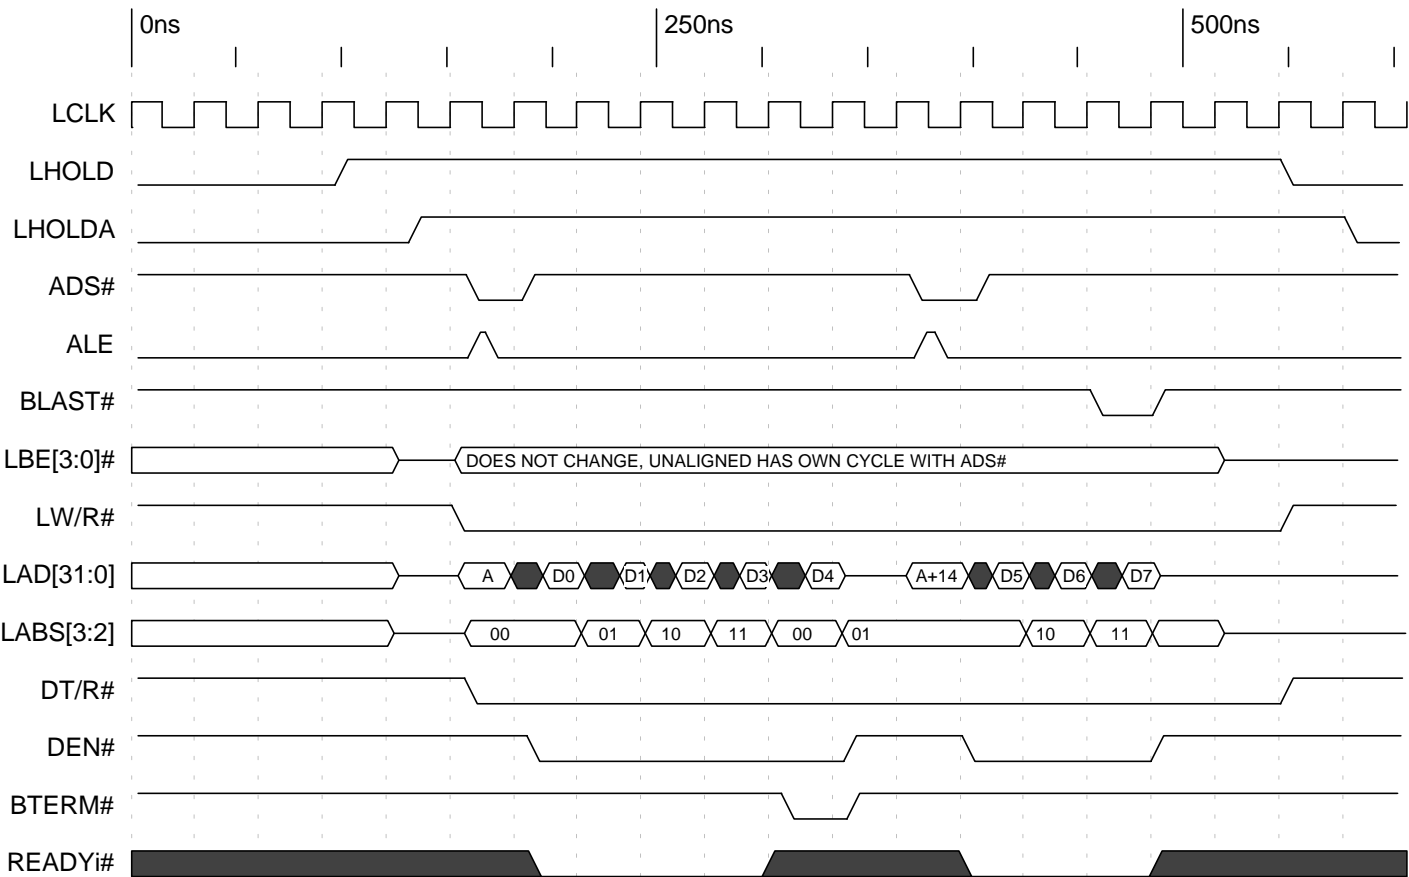 0ns 250ns 500ns
LCLK
LHOLD
LHOLDA
ADS#
ALE
BLAST#
LBE[3:0]# DOES NOT CHANGE, UNALIGNED HAS OWN CYCLE WITH ADS#
LW/R#
LAD[31:0] A D0 D1 D2 D3 D4 A+14 D5 D6 D7
LABS[3:2] 00 01 10 11 00 01 10 11
DT/R#
DEN#
BTERM#
READYi#